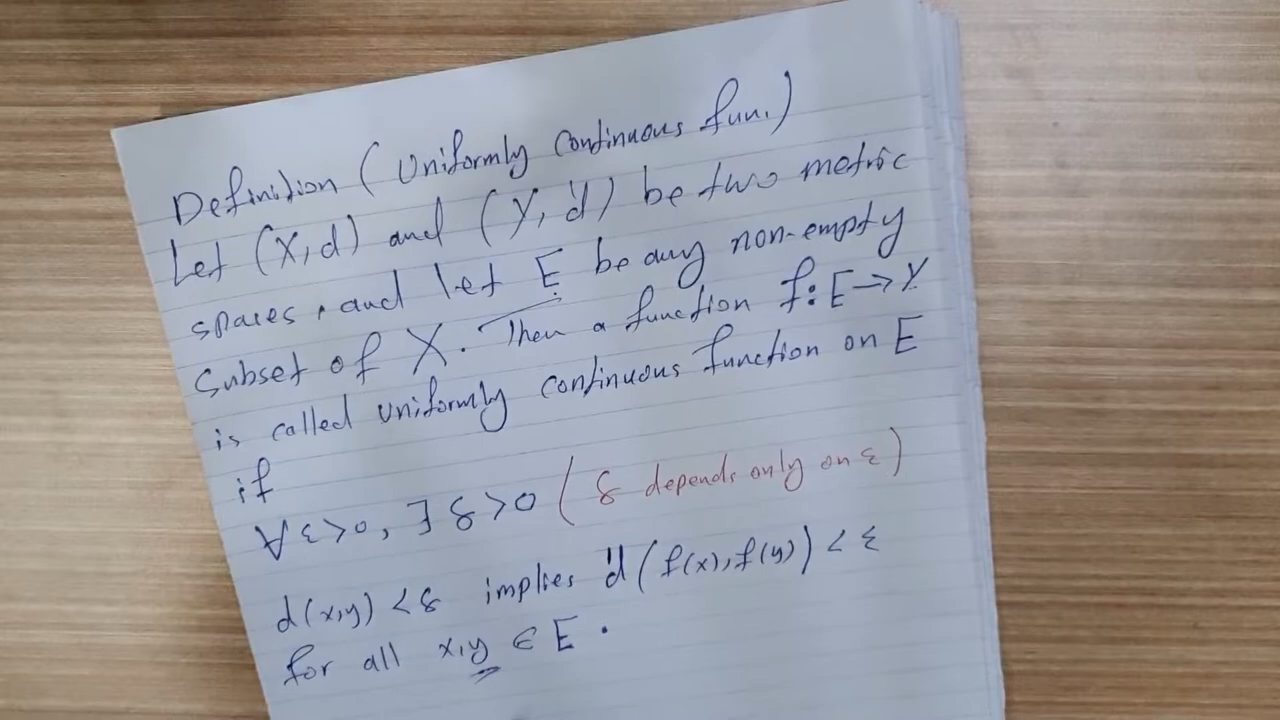 Definition (Uniformly continuous fun.)
Let (X,d) and (Y,d') be two metric
spaces, and let E be any non-empty
subset of X. Then a function f: E→Y
is called uniformly continuous function on E
if
∀ε>0, ∃ δ>0 (δ depends only on ε)
d(x,y) <δ implies d'(f(x),f(y)) < ε
for all x,y ∈ E.